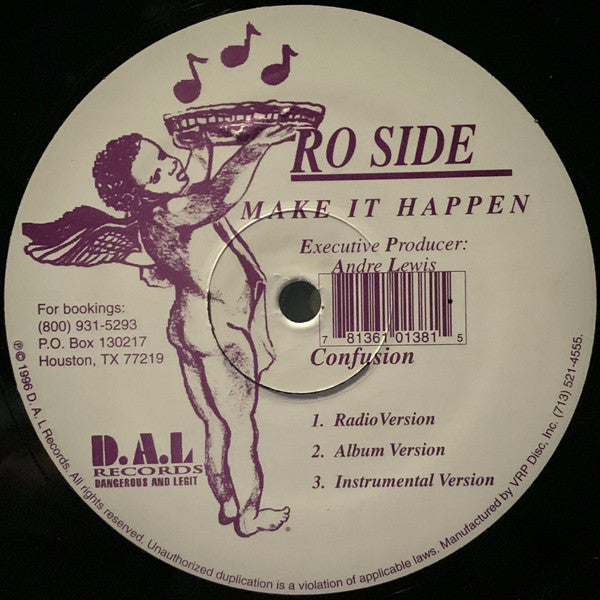 RO SIDE
MAKE IT HAPPEN
Executive Producer:
Andre Lewis
7 81361 01381 5
Confusion
1. RadioVersion
2. Album Version
3. Instrumental Version
For bookings:
(800) 931-5293
P.O. Box 130217
Houston, TX 77219
D.A.L
RECORDS
DANGEROUS AND LEGIT
℗ © 1996 D. A. L Records. All rights reserved. Unauthorized duplication is a violation of applicable laws. Manufactured by VRP Disc, Inc. (713) 521-4555.